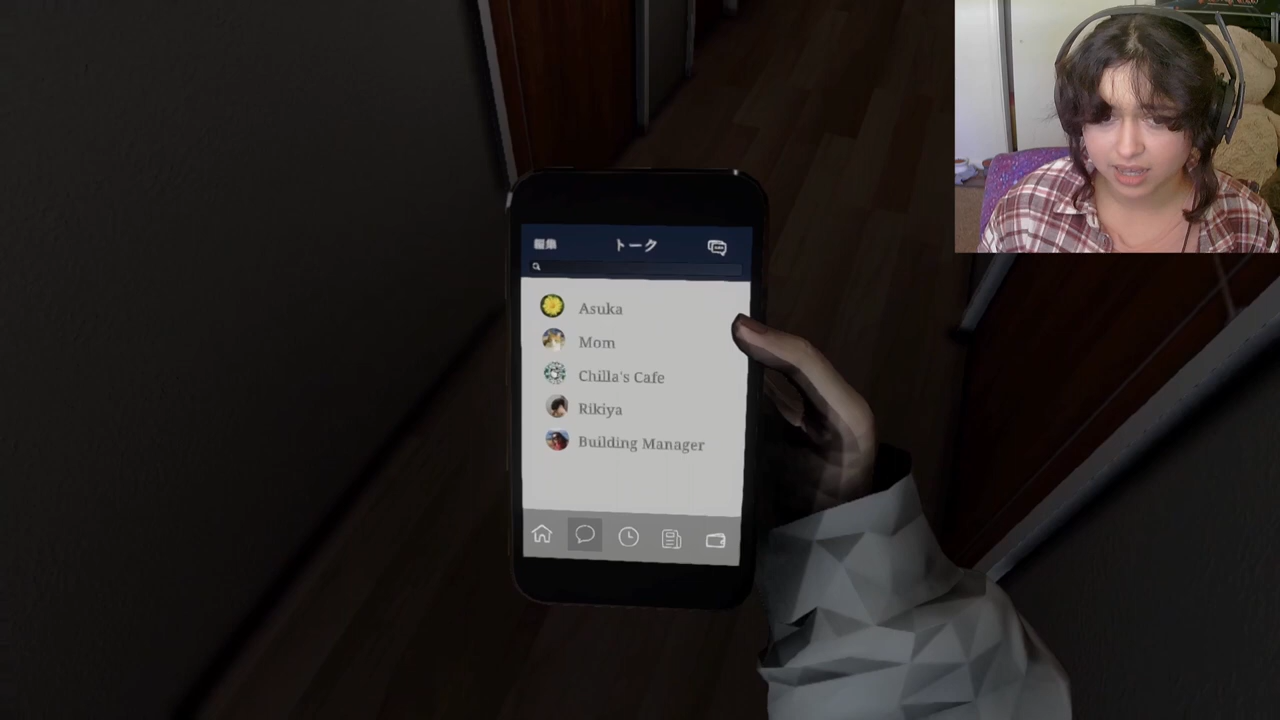 編集 トーク
Asuka
Mom
Chilla's Cafe
Rikiya
Building Manager